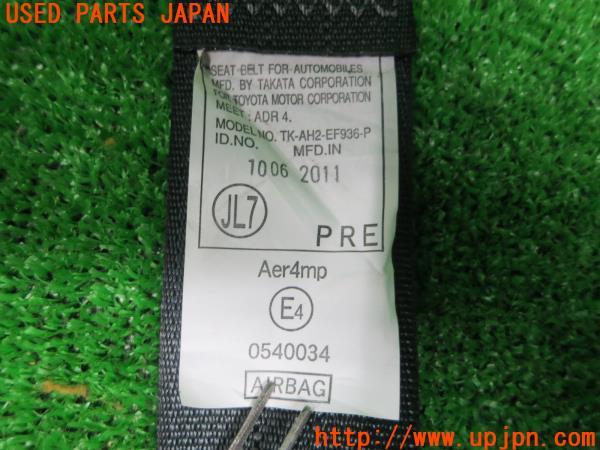 USED PARTS JAPAN
SEAT BELT FOR AUTOMOBILES
MFD. BY TAKATA CORPORATION
FOR TOYOTA MOTOR CORPORATION
MEET : ADR 4.
MODEL NO. TK-AH2-EF936-P
ID.NO. MFD.IN
1006 2011
JL7 PRE
Aer4mp
E4
0540034
AIRBAG
http://www.upjpn.com/